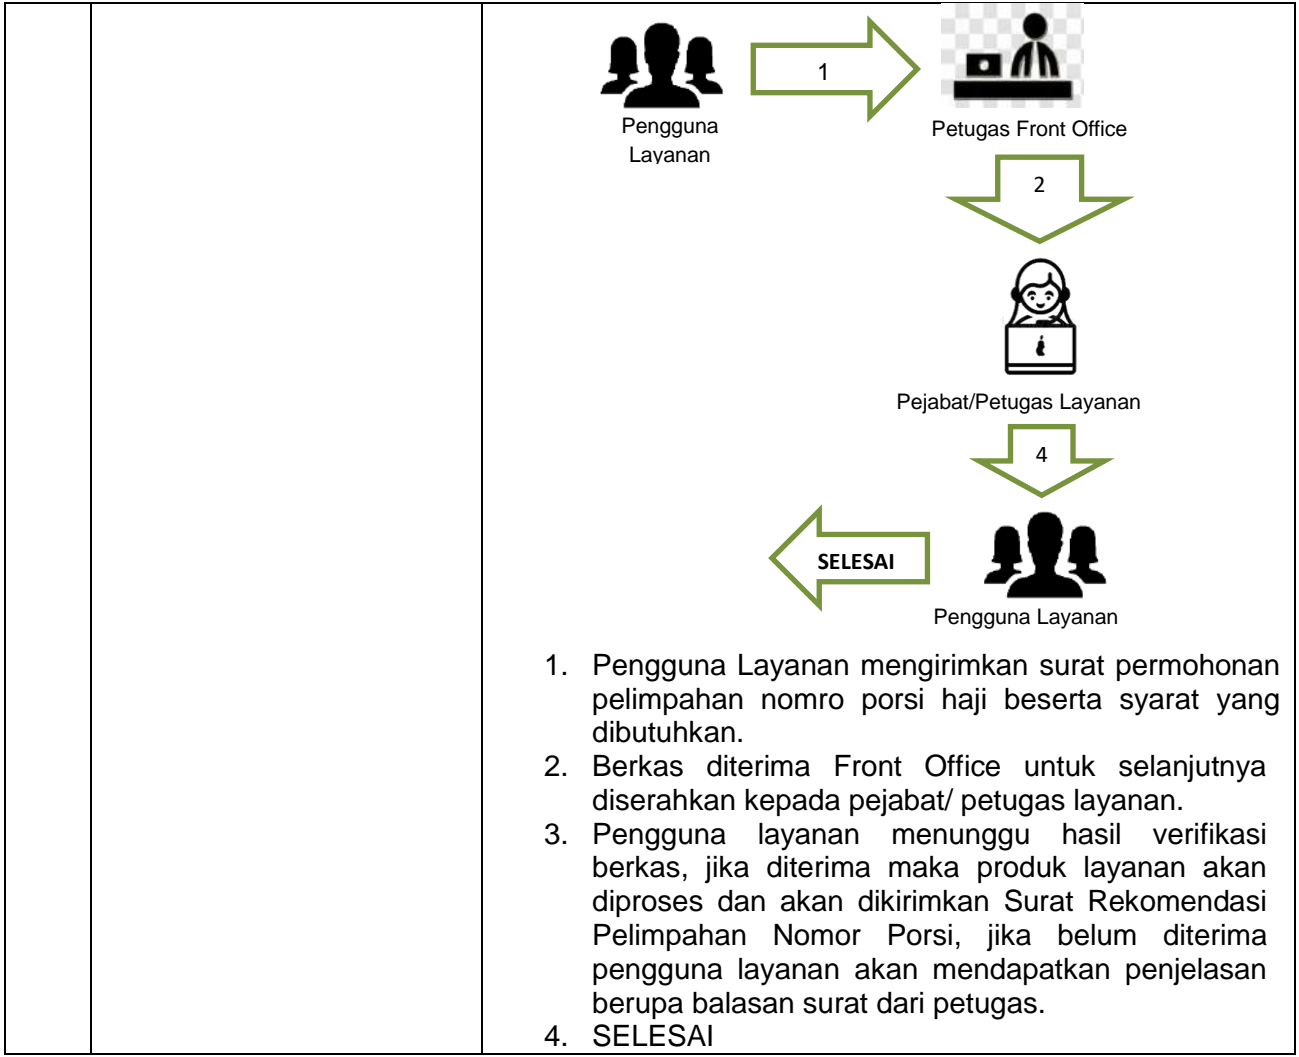 1
Pengguna
Layanan
Petugas Front Office
2
Pejabat/Petugas Layanan
4
SELESAI
Pengguna Layanan
1. Pengguna Layanan mengirimkan surat permohonan
pelimpahan nomro porsi haji beserta syarat yang
dibutuhkan.
2. Berkas diterima Front Office untuk selanjutnya
diserahkan kepada pejabat/ petugas layanan.
3. Pengguna layanan menunggu hasil verifikasi
berkas, jika diterima maka produk layanan akan
diproses dan akan dikirimkan Surat Rekomendasi
Pelimpahan Nomor Porsi, jika belum diterima
pengguna layanan akan mendapatkan penjelasan
berupa balasan surat dari petugas.
4. SELESAI